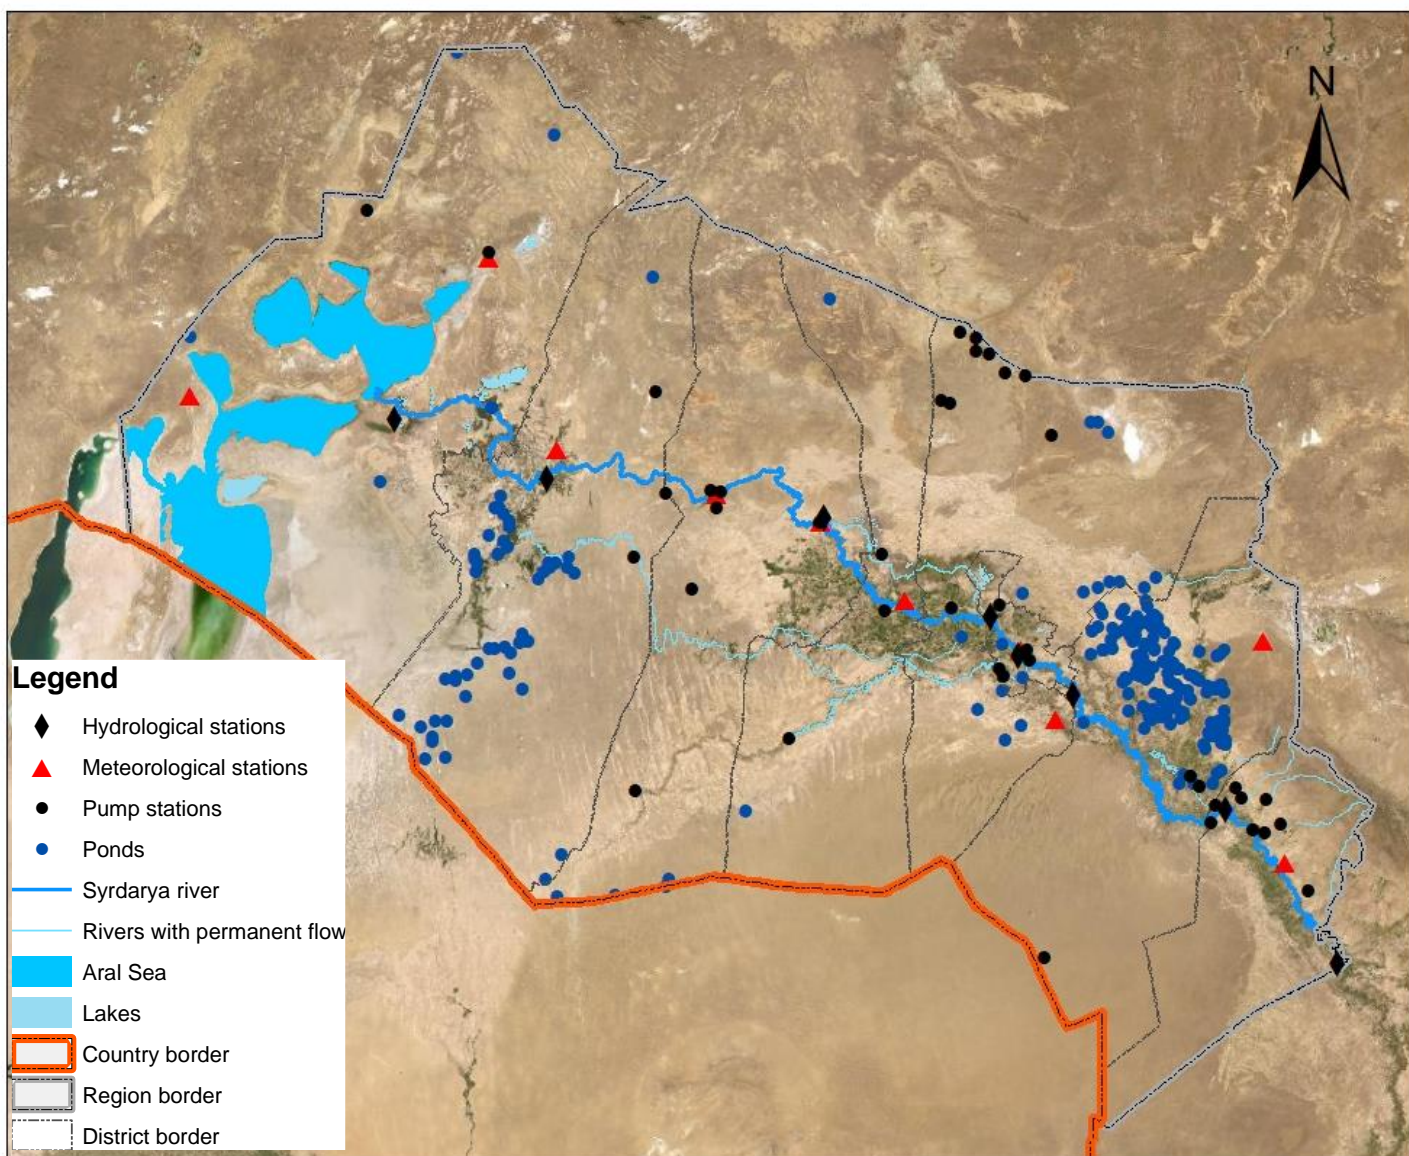 N
Legend
Hydrological stations
Meteorological stations
Pump stations
Ponds
Syrdarya river
Rivers with permanent flow
Aral Sea
Lakes
Country border
Region border
District border